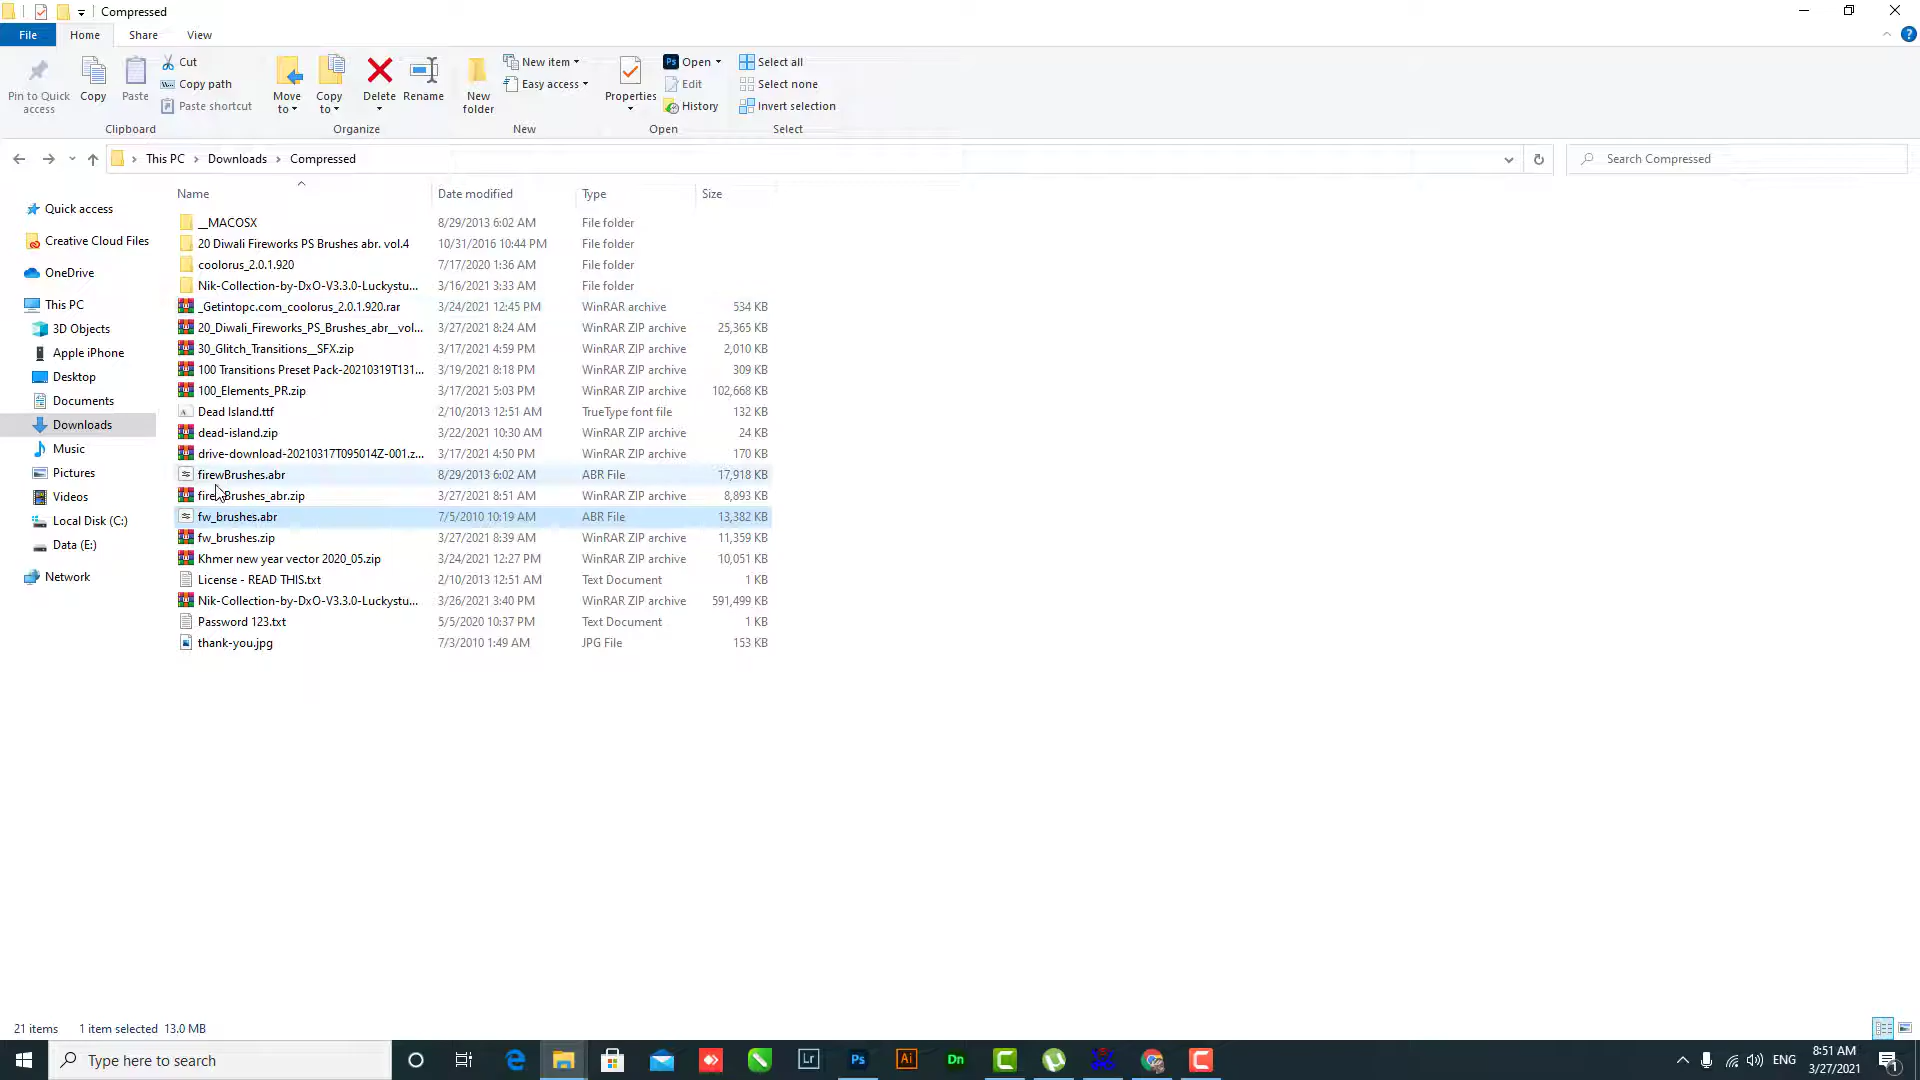 Compressed
File Home Share View
Pin to Quick access
Copy
Paste
Cut
Copy path
Paste shortcut
Move to
Copy to
Delete
Rename
New folder
New item
Easy access
Properties
Open
Edit
History
Select all
Select none
Invert selection
Clipboard Organize New Open Select
This PC Downloads Compressed
Search Compressed
Name Date modified Type Size
__MACOSX 8/29/2013 6:02 AM File folder
20 Diwali Fireworks PS Brushes abr. vol.4 10/31/2016 10:44 PM File folder
coolorus_2.0.1.920 7/17/2020 1:36 AM File folder
Nik-Collection-by-DxO-V3.3.0-Luckystu... 3/16/2021 3:33 AM File folder
_Getintopc.com_coolorus_2.0.1.920.rar 3/24/2021 12:45 PM WinRAR archive 534 KB
20_Diwali_Fireworks_PS_Brushes_abr__vol... 3/27/2021 8:24 AM WinRAR ZIP archive 25,365 KB
30_Glitch_Transitions__SFX.zip 3/17/2021 4:59 PM WinRAR ZIP archive 2,010 KB
100 Transitions Preset Pack-20210319T131... 3/19/2021 8:18 PM WinRAR ZIP archive 309 KB
100_Elements_PR.zip 3/17/2021 5:03 PM WinRAR ZIP archive 102,668 KB
Dead Island.ttf 2/10/2013 12:51 AM TrueType font file 132 KB
dead-island.zip 3/22/2021 10:30 AM WinRAR ZIP archive 24 KB
drive-download-20210317T095014Z-001.z... 3/17/2021 4:50 PM WinRAR ZIP archive 170 KB
firewBrushes.abr 8/29/2013 6:02 AM ABR File 17,918 KB
firewBrushes_abr.zip 3/27/2021 8:51 AM WinRAR ZIP archive 8,893 KB
fw_brushes.abr 7/5/2010 10:19 AM ABR File 13,382 KB
fw_brushes.zip 3/27/2021 8:39 AM WinRAR ZIP archive 11,359 KB
Khmer new year vector 2020_05.zip 3/24/2021 12:27 PM WinRAR ZIP archive 10,051 KB
License - READ THIS.txt 2/10/2013 12:51 AM Text Document 1 KB
Nik-Collection-by-DxO-V3.3.0-Luckystu... 3/26/2021 3:40 PM WinRAR ZIP archive 591,499 KB
Password 123.txt 5/5/2020 10:37 PM Text Document 1 KB
thank-you.jpg 7/3/2010 1:49 AM JPG File 153 KB
Quick access
Creative Cloud Files
OneDrive
This PC
3D Objects
Apple iPhone
Desktop
Documents
Downloads
Music
Pictures
Videos
Local Disk (C:)
Data (E:)
Network
21 items 1 item selected 13.0 MB
Type here to search
Lr Ps Ai Dn
ENG
8:51 AM
3/27/2021
1